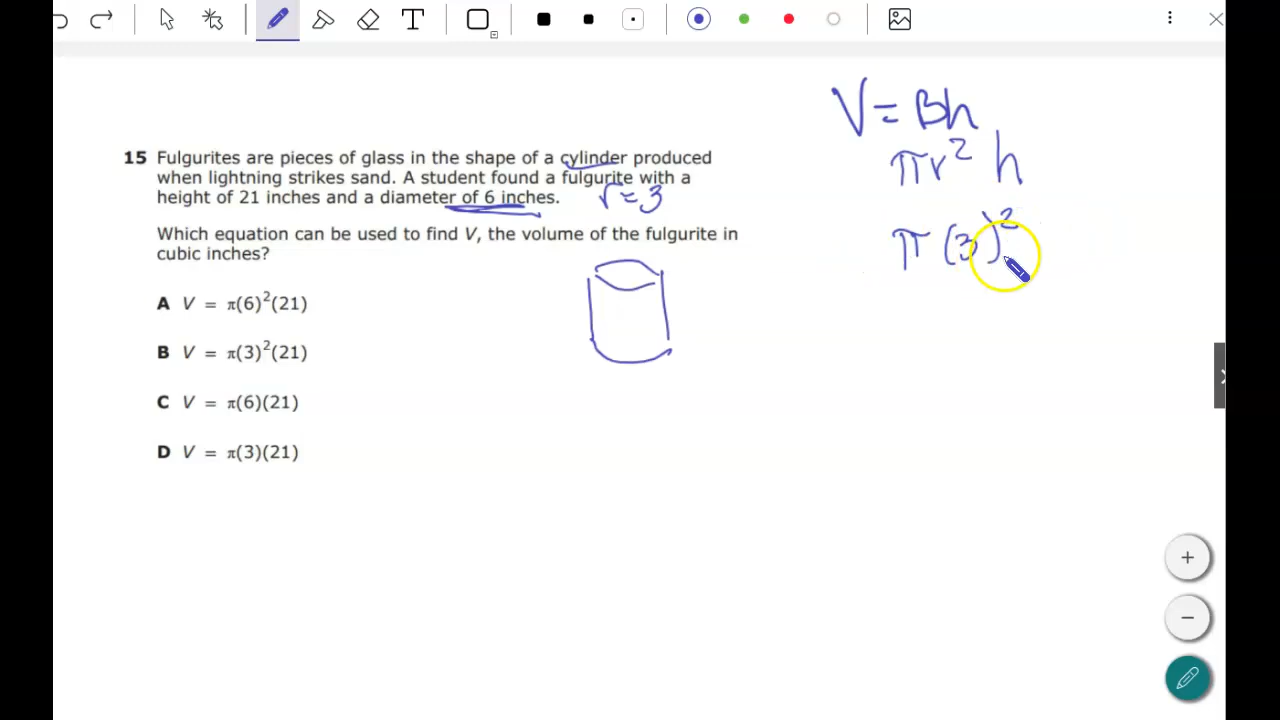 T
V = Bh
πr² h
15 Fulgurites are pieces of glass in the shape of a cylinder produced
when lightning strikes sand. A student found a fulgurite with a
height of 21 inches and a diameter of 6 inches.
r = 3
π (3)²
Which equation can be used to find V, the volume of the fulgurite in
cubic inches?
A V = π(6)²(21)
B V = π(3)²(21)
C V = π(6)(21)
D V = π(3)(21)